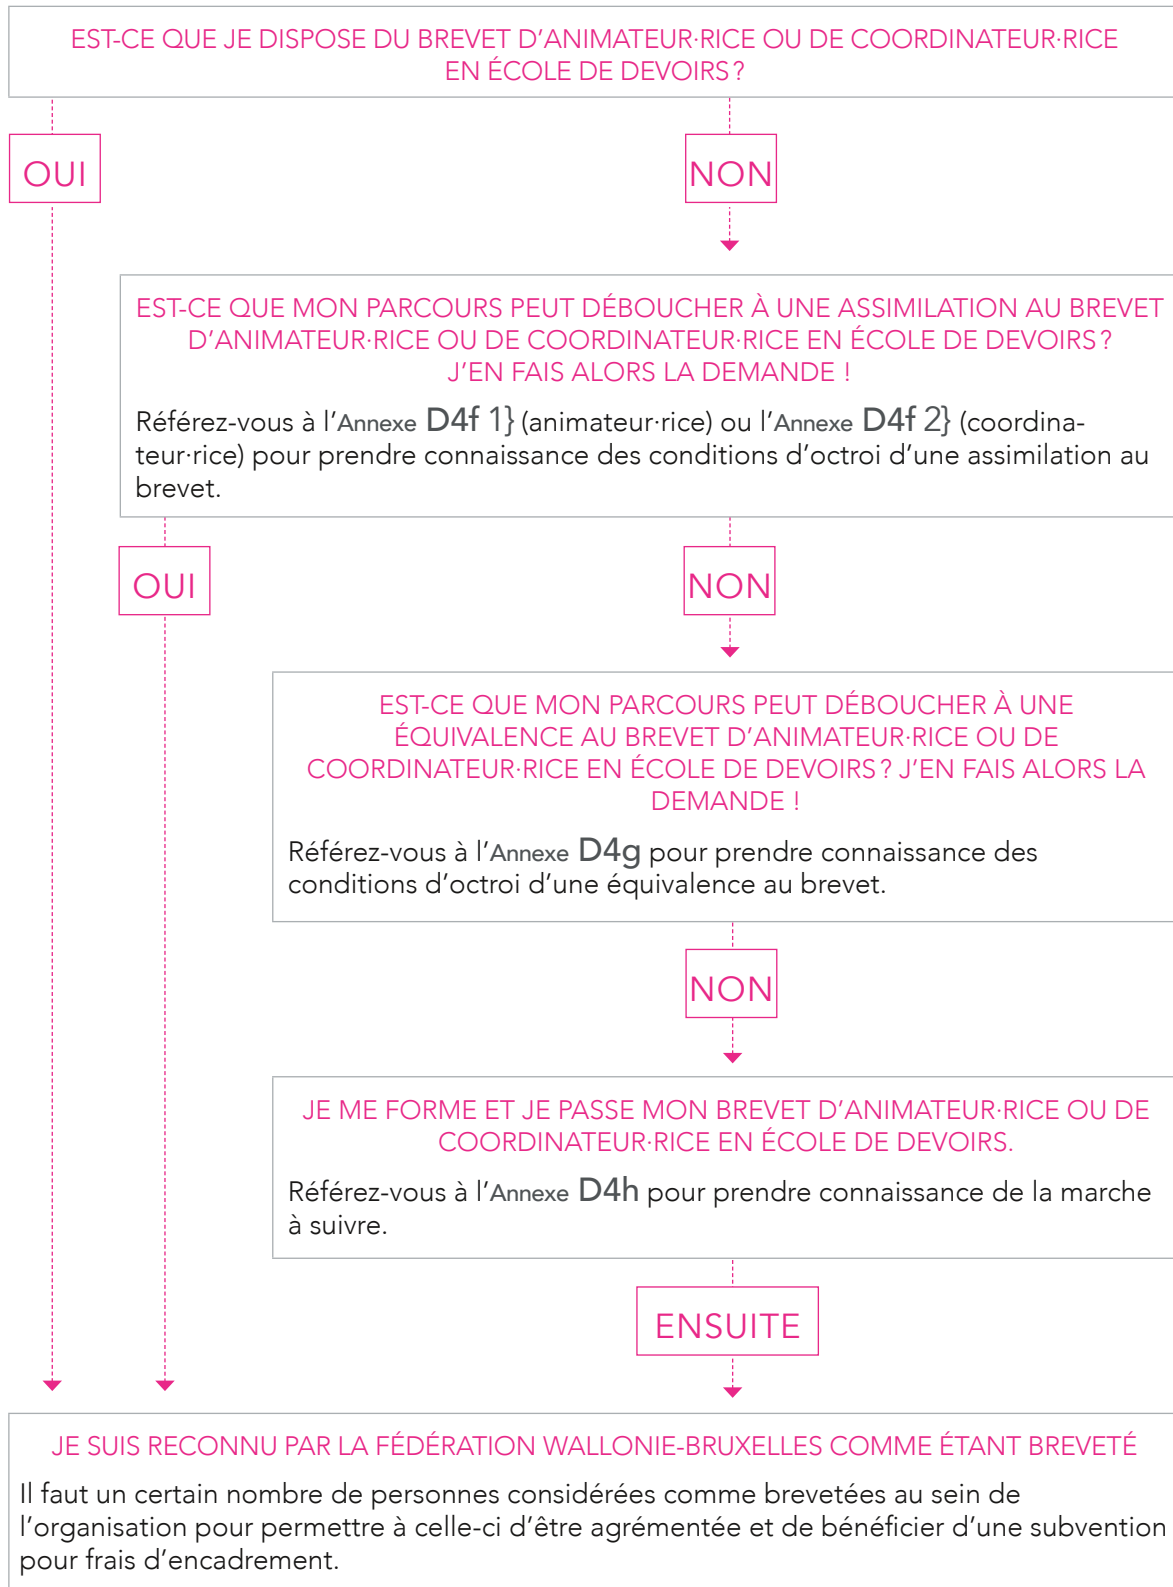 EST-CE QUE JE DISPOSE DU BREVET D'ANIMATEUR·RICE OU DE COORDINATEUR·RICE
EN ÉCOLE DE DEVOIRS ?
OUI
NON
EST-CE QUE MON PARCOURS PEUT DÉBOUCHER À UNE ASSIMILATION AU BREVET
D'ANIMATEUR·RICE OU DE COORDINATEUR·RICE EN ÉCOLE DE DEVOIRS ?
J'EN FAIS ALORS LA DEMANDE !
Référez-vous à l'Annexe D4f 1} (animateur·rice) ou l'Annexe D4f 2} (coordina-
teur·rice) pour prendre connaissance des conditions d'octroi d'une assimilation au
brevet.
OUI
NON
EST-CE QUE MON PARCOURS PEUT DÉBOUCHER À UNE
ÉQUIVALENCE AU BREVET D'ANIMATEUR·RICE OU DE
COORDINATEUR·RICE EN ÉCOLE DE DEVOIRS ? J'EN FAIS ALORS LA
DEMANDE !
Référez-vous à l'Annexe D4g pour prendre connaissance des
conditions d'octroi d'une équivalence au brevet.
NON
JE ME FORME ET JE PASSE MON BREVET D'ANIMATEUR·RICE OU DE
COORDINATEUR·RICE EN ÉCOLE DE DEVOIRS.
Référez-vous à l'Annexe D4h pour prendre connaissance de la marche
à suivre.
ENSUITE
JE SUIS RECONNU PAR LA FÉDÉRATION WALLONIE-BRUXELLES COMME ÉTANT BREVETÉ
Il faut un certain nombre de personnes considérées comme brevetées au sein de
l'organisation pour permettre à celle-ci d'être agrémentée et de bénéficier d'une subvention
pour frais d'encadrement.